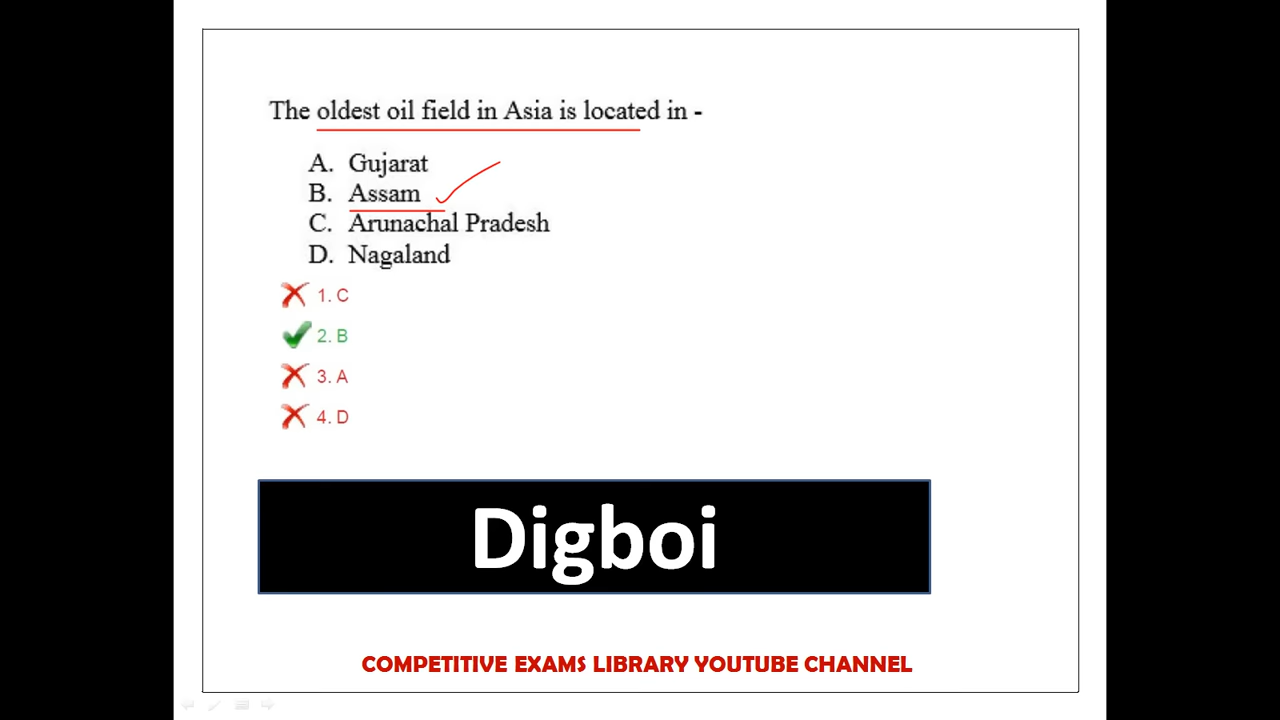 The oldest oil field in Asia is located in -
A. Gujarat
B. Assam
C. Arunachal Pradesh
D. Nagaland
1. C
2. B
3. A
4. D
Digboi
COMPETITIVE EXAMS LIBRARY YOUTUBE CHANNEL